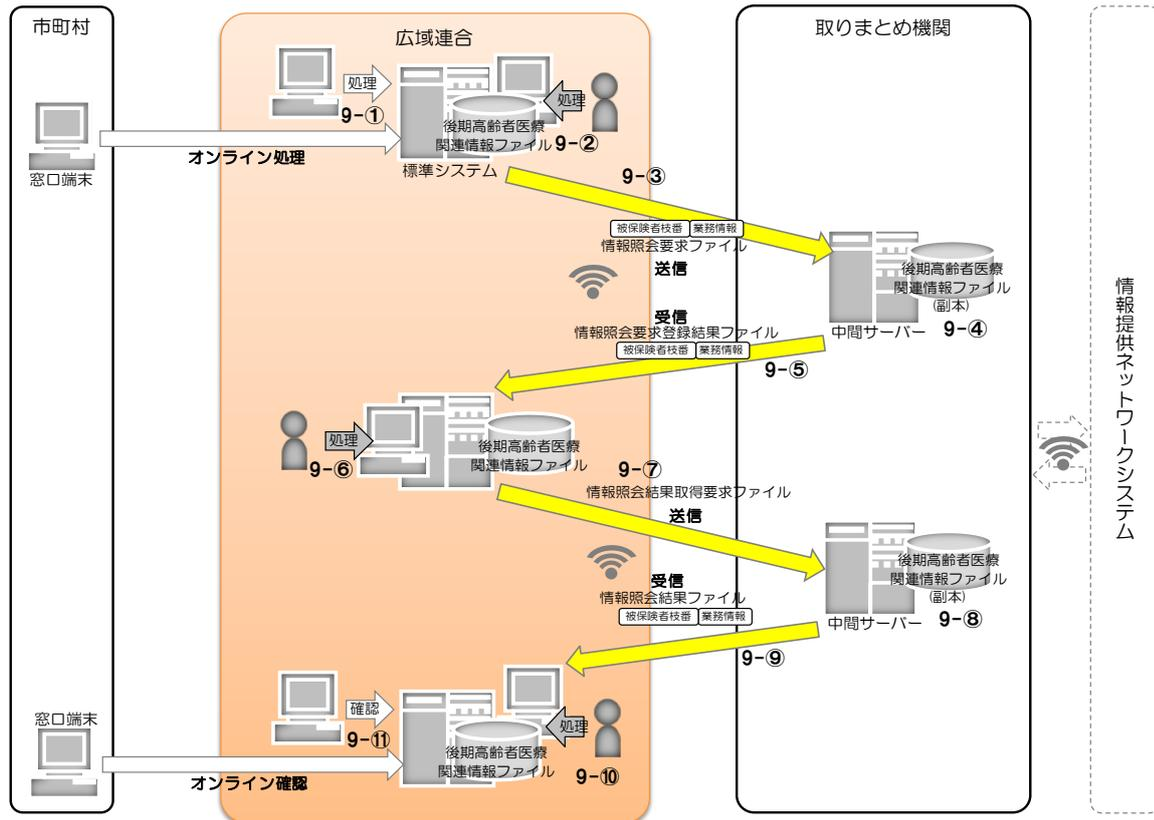 市町村
広域連合
取りまとめ機関
処理
9-①
処理
後期高齢者医療
関連情報ファイル
9-②
オンライン処理
窓口端末
標準システム
9-③
被保険者枝番
業務情報
情報照会要求ファイル
送信
後期高齢者医療
関連情報ファイル
(副本)
中間サーバー
9-④
受信
情報照会要求登録結果ファイル
被保険者枝番
業務情報
9-⑤
処理
9-⑥
後期高齢者医療
関連情報ファイル
9-⑦
情報照会結果取得要求ファイル
送信
後期高齢者医療
関連情報ファイル
(副本)
中間サーバー
9-⑧
受信
情報照会結果ファイル
被保険者枝番
業務情報
9-⑨
確認
9-⑪
処理
後期高齢者医療
関連情報ファイル
9-⑩
窓口端末
オンライン確認
情報提供ネットワークシステム